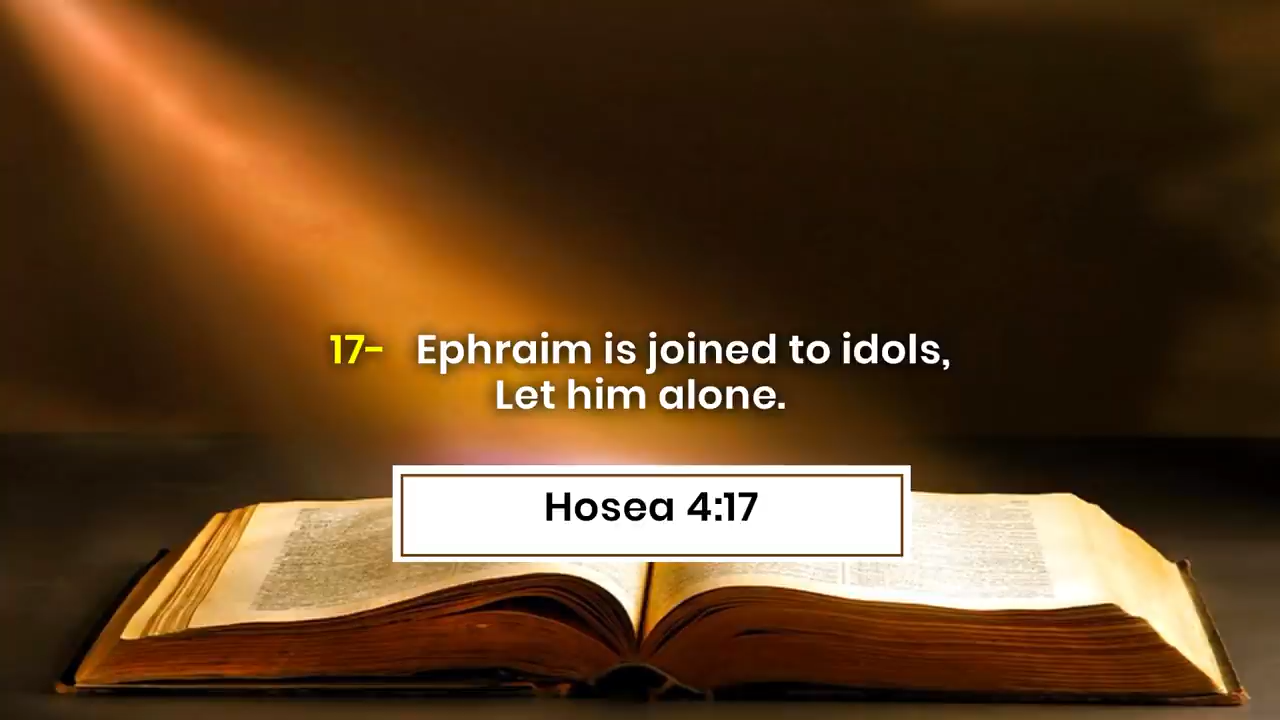 17- Ephraim is joined to idols,
Let him alone.
Hosea 4:17